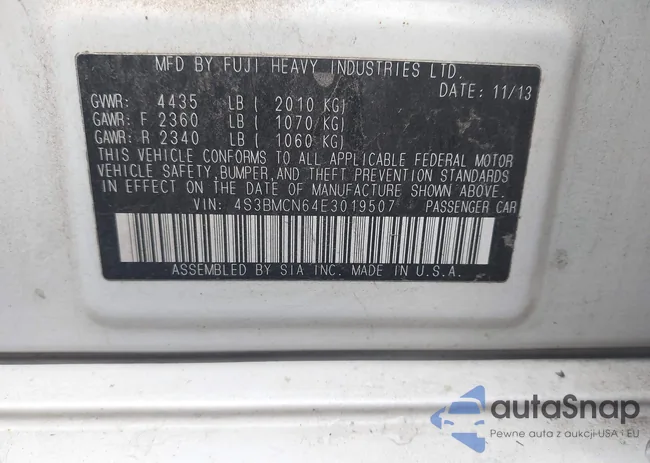 MFD BY FUJI HEAVY INDUSTRIES LTD.
DATE: 11/13
GVWR: 4435 LB ( 2010 KG)
GAWR: F 2360 LB ( 1070 KG)
GAWR: R 2340 LB ( 1060 KG)
THIS VEHICLE CONFORMS TO ALL APPLICABLE FEDERAL MOTOR
VEHICLE SAFETY, BUMPER, AND THEFT PREVENTION STANDARDS
IN EFFECT ON THE DATE OF MANUFACTURE SHOWN ABOVE.
VIN: 4S3BMCN64E3019507 PASSENGER CAR
ASSEMBLED BY SIA INC. MADE IN U.S.A.
autaSnap
Pewne auta z aukcji USA i EU